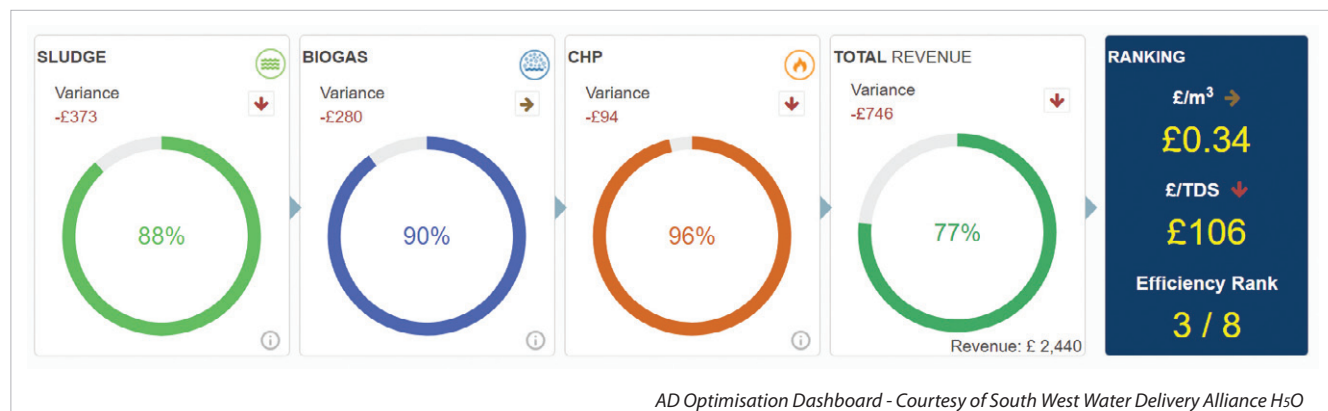 SLUDGE
Variance
-£373
88%
BIOGAS
Variance
-£280
90%
CHP
Variance
-£94
96%
TOTAL REVENUE
Variance
-£746
77%
Revenue: £ 2,440
RANKING
£/m³
£0.34
£/TDS
£106
Efficiency Rank
3 / 8
AD Optimisation Dashboard - Courtesy of South West Water Delivery Alliance H5O